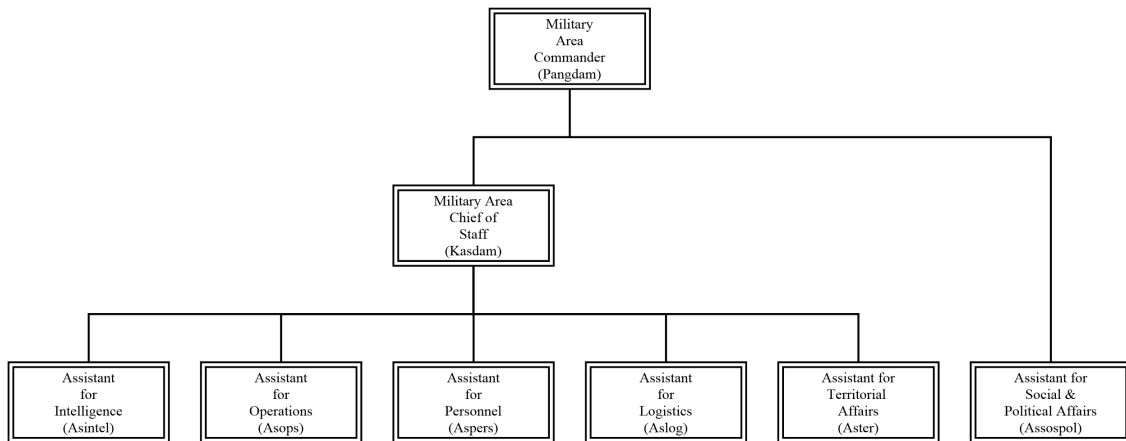 Military
Area
Commander
(Pangdam)
Military Area
Chief of
Staff
(Kasdam)
Assistant
for
Intelligence
(Asintel)
Assistant
for
Operations
(Asops)
Assistant
for
Personnel
(Aspers)
Assistant
for
Logistics
(Aslog)
Assistant for
Territorial
Affairs
(Aster)
Assistant for
Social &
Political Affairs
(Assospol)